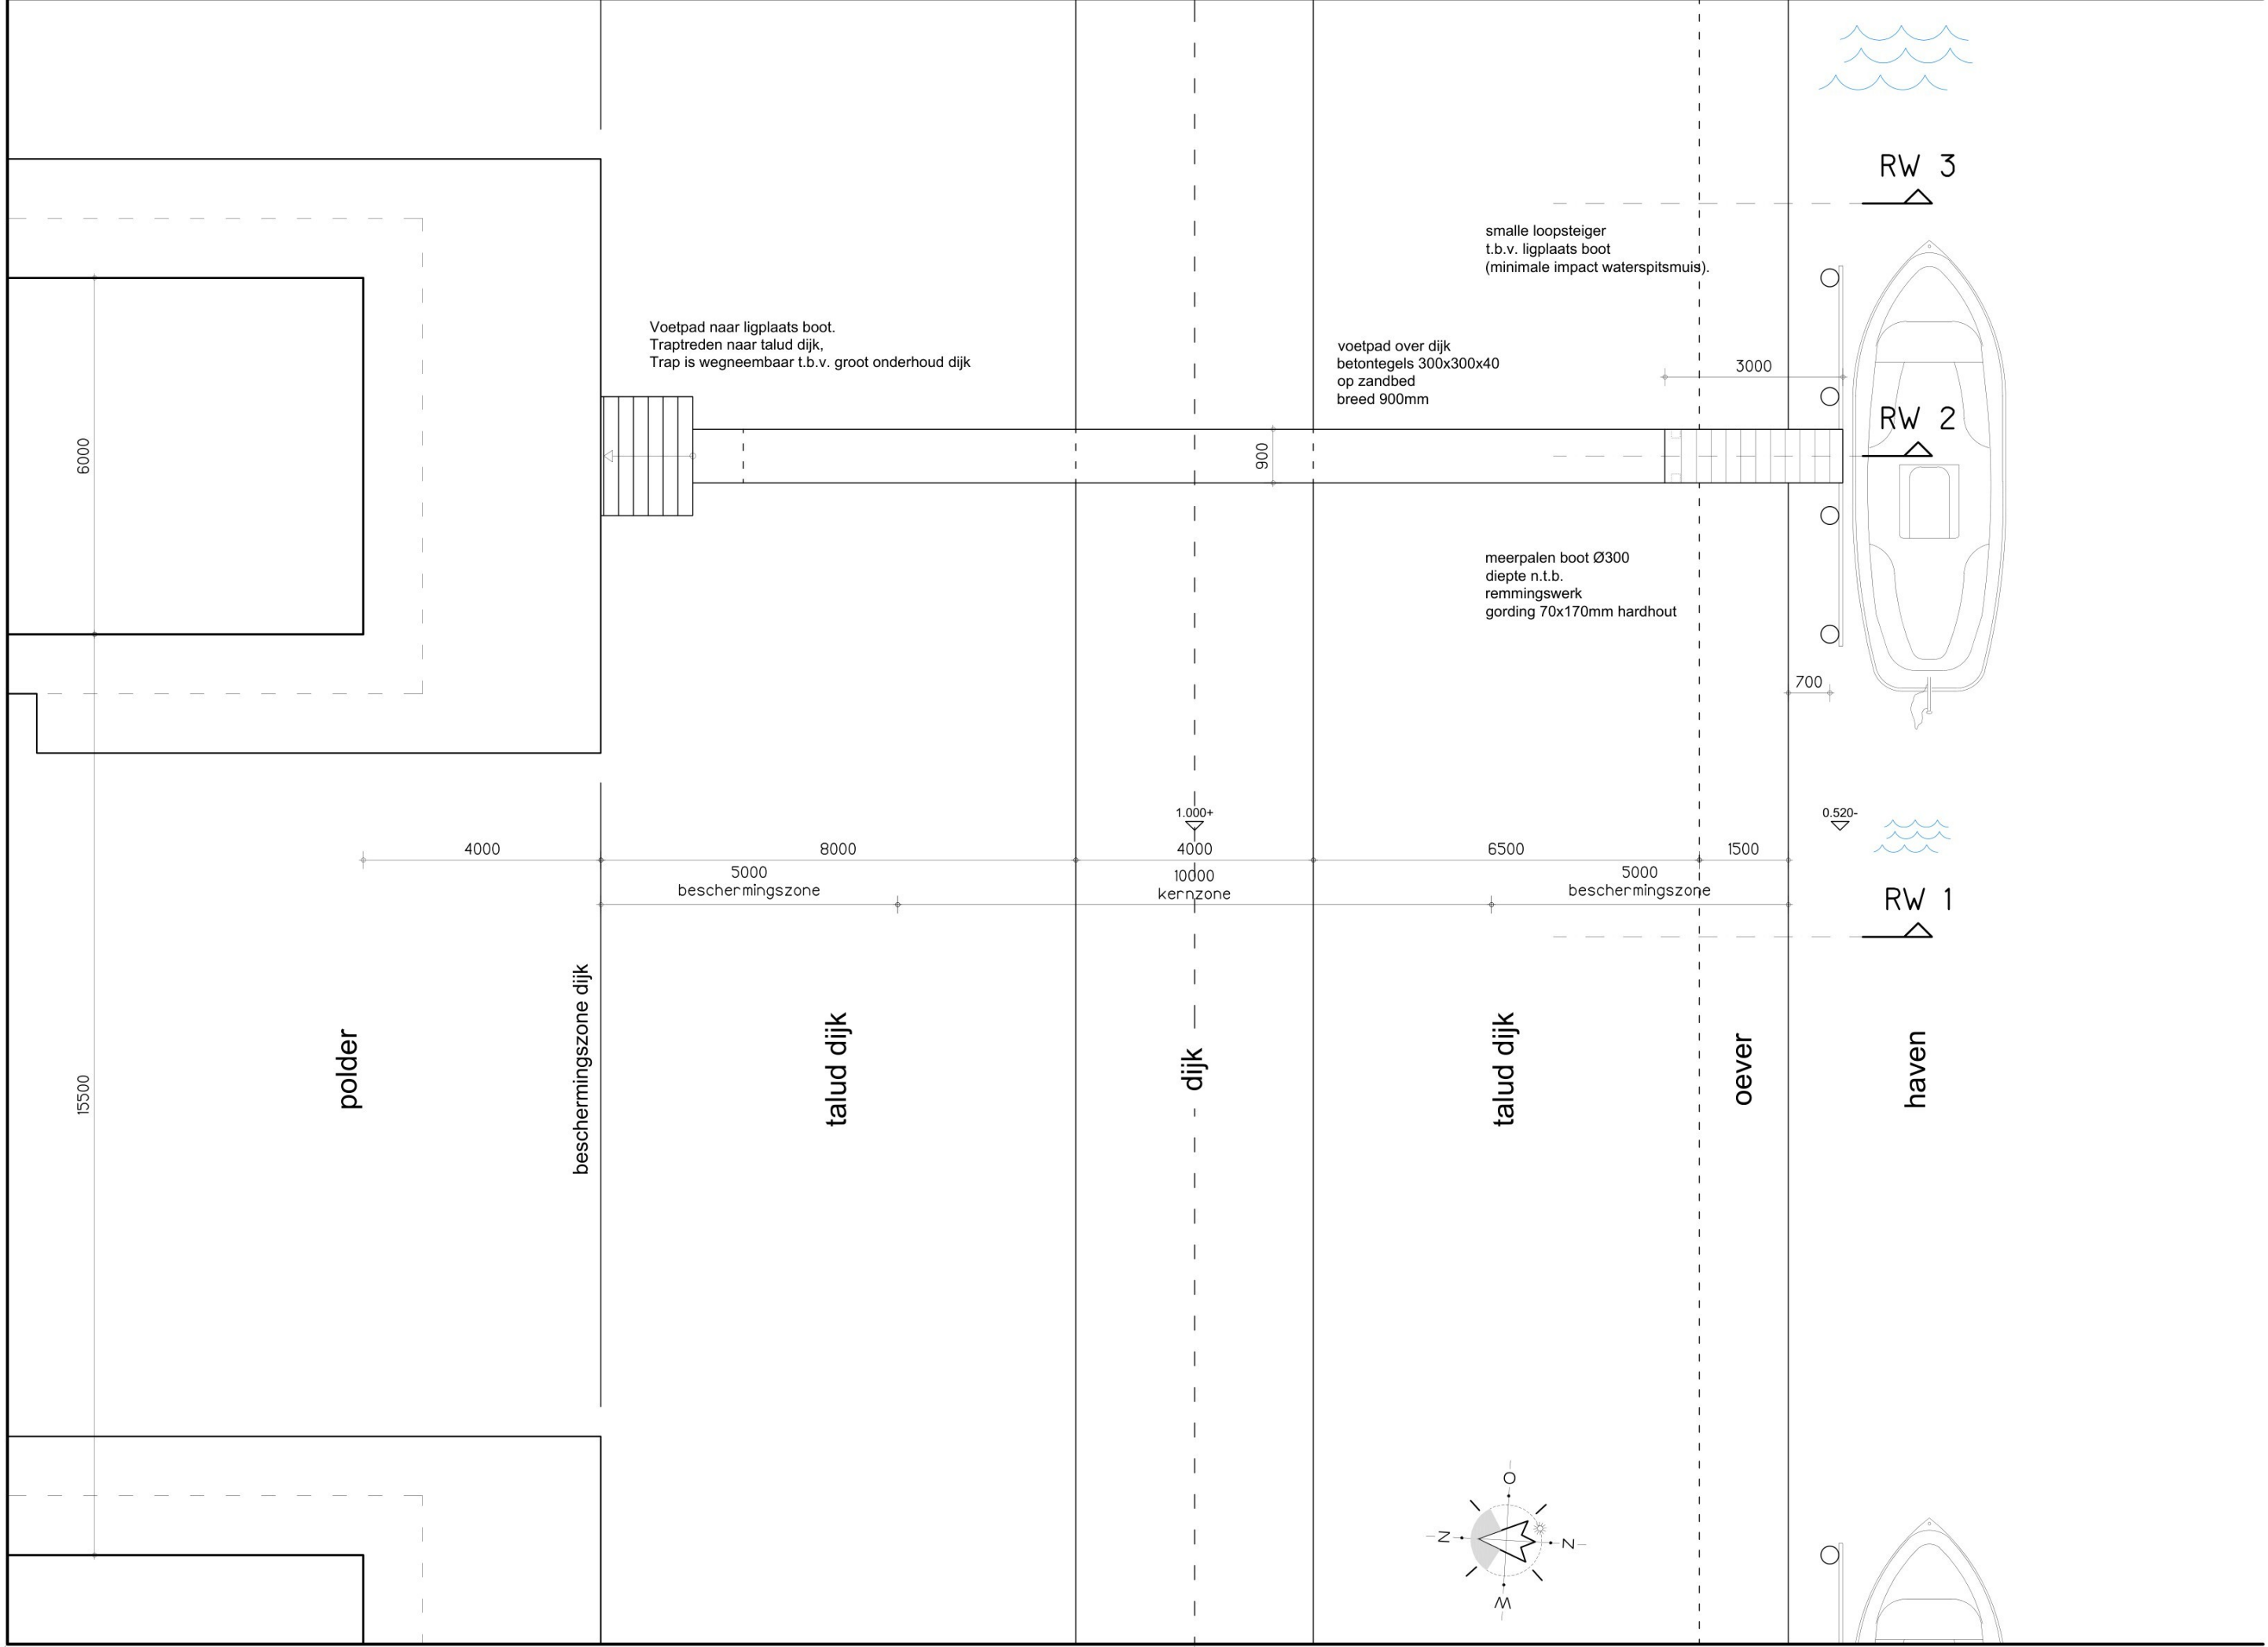 RW 3
smalle loopsteiger
t.b.v. ligplaats boot
(minimale impact waterspitsmuis).
Voetpad naar ligplaats boot.
Traptreden naar talud dijk,
Trap is wegneembaar t.b.v. groot onderhoud dijk
voetpad over dijk
betontegels 300x300x40
op zandbed
breed 900mm
3000
RW 2
6000
900
meerpalen boot Ø300
diepte n.t.b.
remmingswerk
gording 70x170mm hardhout
700
1.000+
0.520-
4000
8000
4000
6500
1500
5000
beschermingszone
10000
kernzone
5000
beschermingszone
RW 1
15500
polder
beschermingszone dijk
talud dijk
dijk
talud dijk
oever
haven
O
N
Z
W